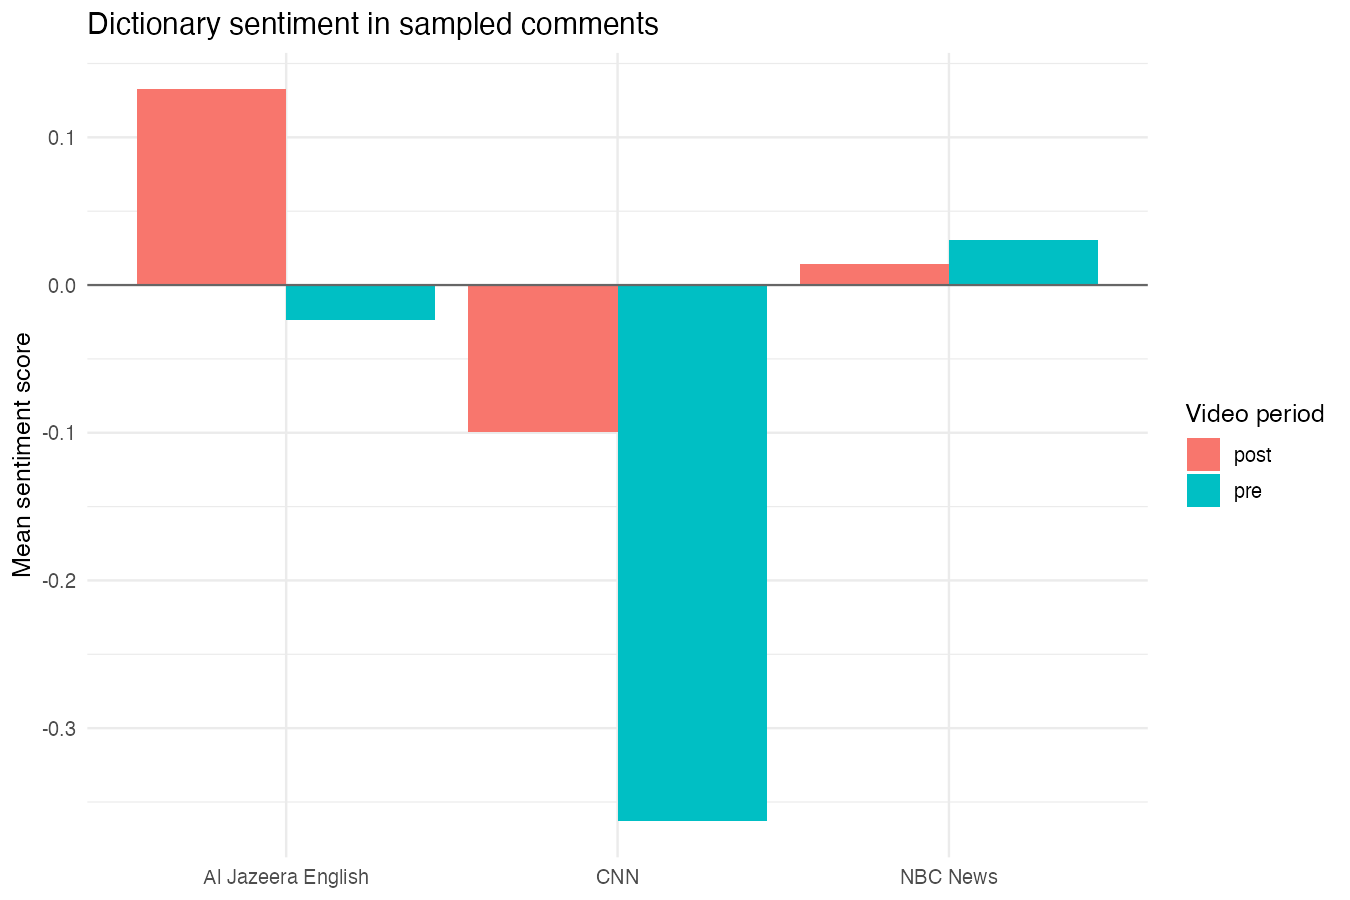 Dictionary sentiment in sampled comments
Mean sentiment score
0.1
0.0
-0.1
-0.2
-0.3
Al Jazeera English
CNN
NBC News
Video period
post
pre